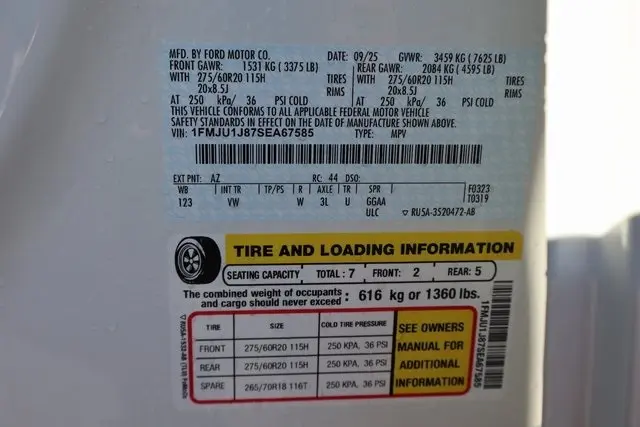 MFD. BY FORD MOTOR CO. DATE: 09/25 GVWR: 3459 KG ( 7625 LB)
FRONT GAWR: 1531 KG ( 3375 LB) REAR GAWR: 2084 KG ( 4595 LB)
WITH 275/60R20 115H TIRES WITH 275/60R20 115H TIRES
20x8.5J RIMS 20x8.5J RIMS
AT 250 kPa/ 36 PSI COLD AT 250 kPa/ 36 PSI COLD
THIS VEHICLE CONFORMS TO ALL APPLICABLE FEDERAL MOTOR VEHICLE
SAFETY STANDARDS IN EFFECT ON THE DATE OF MANUFACTURE SHOWN ABOVE.
VIN: 1FMJU1J87SEA67585 TYPE: MPV
EXT PNT: AZ RC: 44 DSO:
WB INT TR TP/PS R AXLE TR SPR F0323
123 VW W 3L U GGAA T0319
ULC ▽ RU5A-3520472-AB
TIRE AND LOADING INFORMATION
SEATING CAPACITY TOTAL : 7 FRONT: 2 REAR: 5
The combined weight of occupants and cargo should never exceed : 616 kg or 1360 lbs.
TIRE SIZE COLD TIRE PRESSURE
FRONT 275/60R20 115H 250 KPA, 36 PSI
REAR 275/60R20 115H 250 KPA, 36 PSI
SPARE 265/70R18 116T 250 KPA, 36 PSI
SEE OWNERS
MANUAL FOR
ADDITIONAL
INFORMATION
1FMJU1J87SEA67585